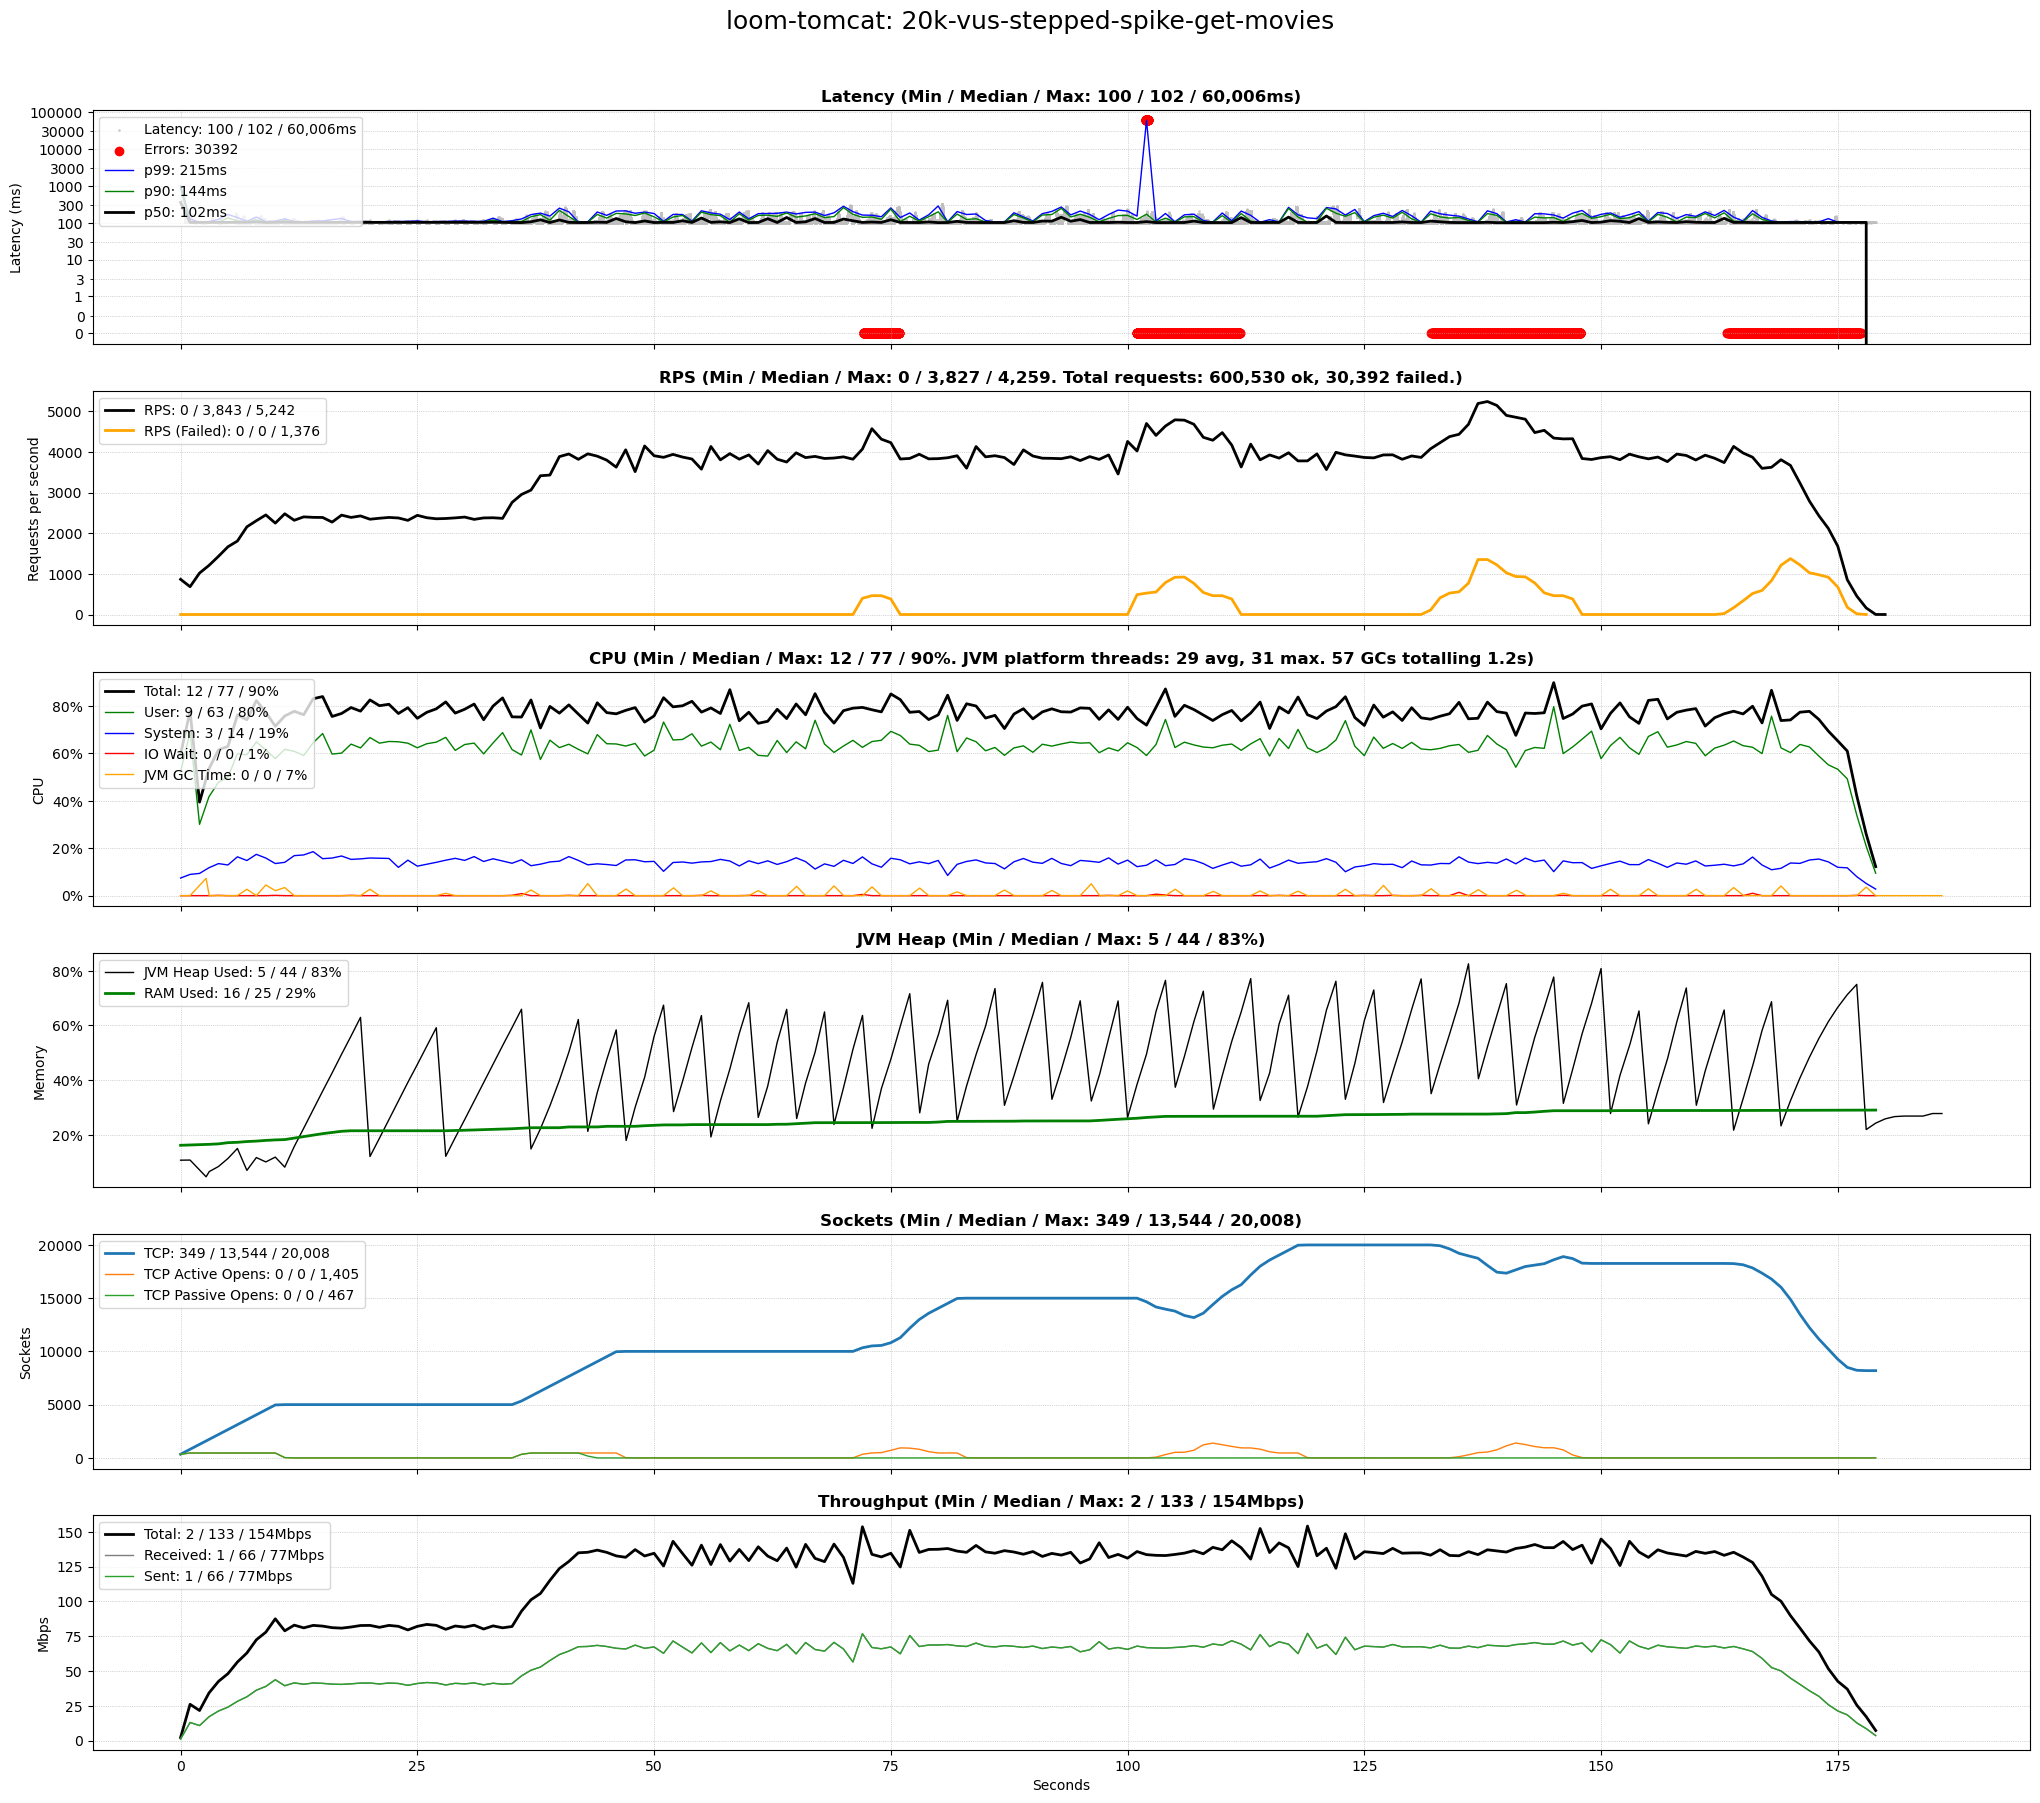 loom-tomcat: 20k-vus-stepped-spike-get-movies
Latency (Min / Median / Max: 100 / 102 / 60,006ms)
Latency (ms)
100000
30000
10000
3000
1000
300
100
30
10
3
1
0
0
Latency: 100 / 102 / 60,006ms
Errors: 30392
p99: 215ms
p90: 144ms
p50: 102ms
RPS (Min / Median / Max: 0 / 3,827 / 4,259. Total requests: 600,530 ok, 30,392 failed.)
Requests per second
5000
4000
3000
2000
1000
0
RPS: 0 / 3,843 / 5,242
RPS (Failed): 0 / 0 / 1,376
CPU (Min / Median / Max: 12 / 77 / 90%. JVM platform threads: 29 avg, 31 max. 57 GCs totalling 1.2s)
CPU
80%
60%
40%
20%
0%
Total: 12 / 77 / 90%
User: 9 / 63 / 80%
System: 3 / 14 / 19%
IO Wait: 0 / 0 / 1%
JVM GC Time: 0 / 0 / 7%
JVM Heap (Min / Median / Max: 5 / 44 / 83%)
Memory
80%
60%
40%
20%
JVM Heap Used: 5 / 44 / 83%
RAM Used: 16 / 25 / 29%
Sockets (Min / Median / Max: 349 / 13,544 / 20,008)
Sockets
20000
15000
10000
5000
0
TCP: 349 / 13,544 / 20,008
TCP Active Opens: 0 / 0 / 1,405
TCP Passive Opens: 0 / 0 / 467
Throughput (Min / Median / Max: 2 / 133 / 154Mbps)
Mbps
150
125
100
75
50
25
0
Total: 2 / 133 / 154Mbps
Received: 1 / 66 / 77Mbps
Sent: 1 / 66 / 77Mbps
0 25 50 75 100 125 150 175
Seconds